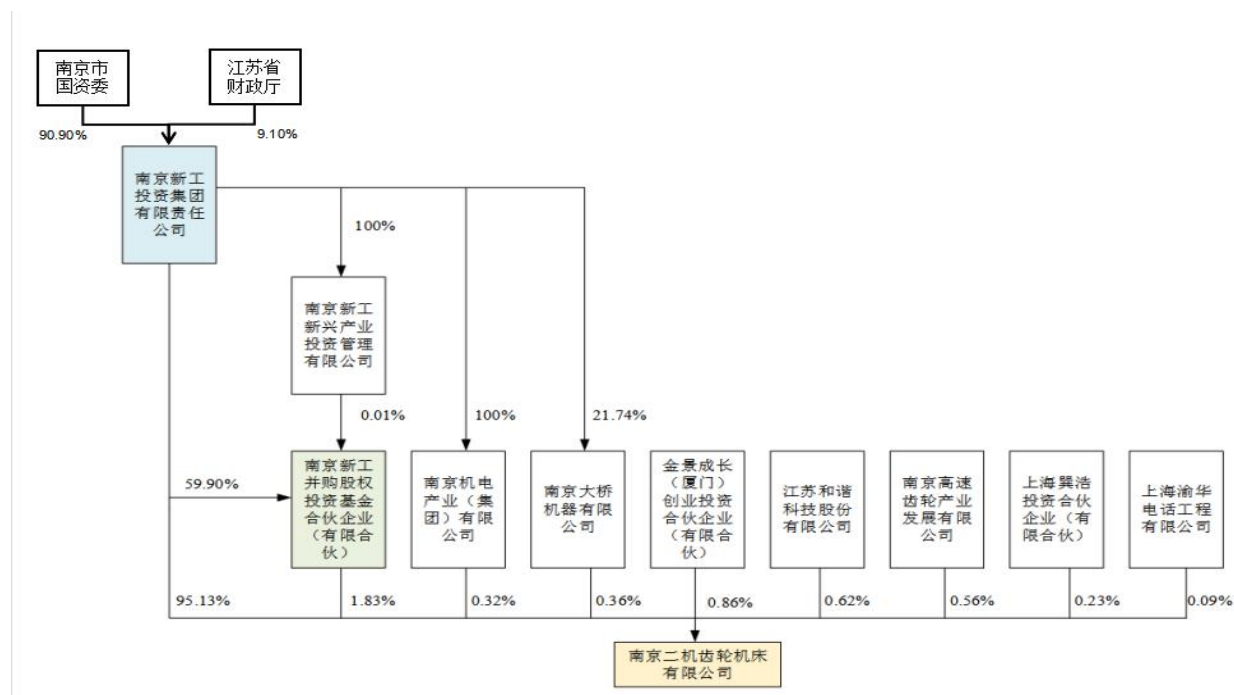 南京市
国资委
江苏省
财政厅
90.90%
9.10%
南京新工
投资集团
有限责任
公司
100%
南京新工
新兴产业
投资管理
有限公司
0.01%
100%
21.74%
59.90%
南京新工
并购股权
投资基金
合伙企业
（有限合
伙）
南京机电
产业（集
团）有限
公司
南京大桥
机器有限
公司
金景成长
（厦门）
创业投资
合伙企业
（有限合
伙）
江苏和谐
科技股份
有限公司
南京高速
齿轮产业
发展有限
公司
上海巽浩
投资合伙
企业（有
限合伙）
上海渝华
电话工程
有限公司
95.13%
1.83%
0.32%
0.36%
0.86%
0.62%
0.56%
0.23%
0.09%
南京二机齿轮机床
有限公司